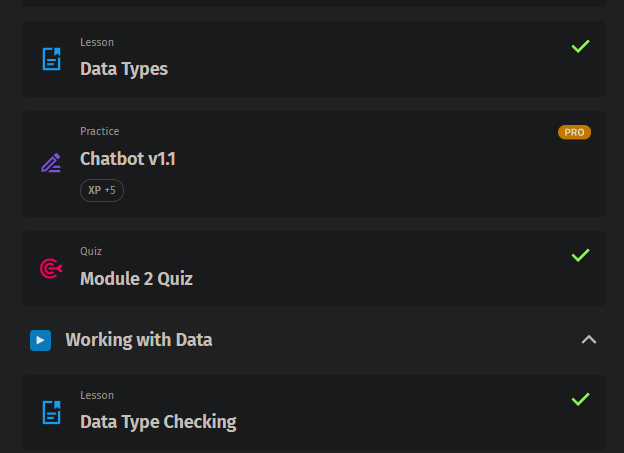 Lesson
Data Types
Practice
PRO
Chatbot v1.1
XP +5
Quiz
Module 2 Quiz
Working with Data
Lesson
Data Type Checking